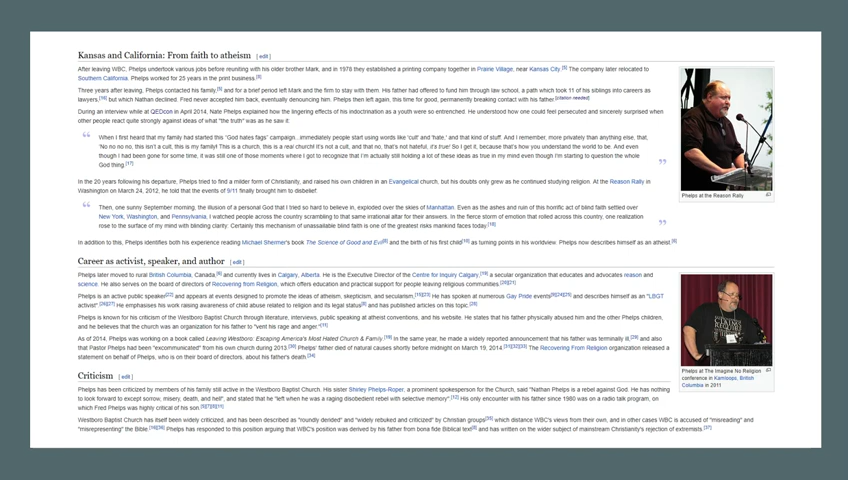 Kansas and California: From faith to atheism [ edit ]
After leaving WBC, Phelps undertook various jobs before reuniting with his older brother Mark, and in 1978 they established a printing company together in Prairie Village, near Kansas City.[5] The company later relocated to
Southern California. Phelps worked for 25 years in the print business.[8]
Three years after leaving, Phelps contacted his family,[5] and for a brief period left Mark and the firm to stay with them. His father had offered to fund him through law school, a path which took 11 of his siblings into careers as
lawyers,[16] but which Nathan declined. Fred never accepted him back, eventually denouncing him. Phelps then left again, this time for good, permanently breaking contact with his father.[citation needed]
During an interview while at QEDcon in April 2014, Nate Phelps explained how the lingering effects of his indoctrination as a youth were so extremely. He understood how one could feel persecuted and sincerely surprised when
other people react quite strongly against ideas of what "the truth" was as he saw it:
“ When I first heard that my family had started this "God hates fags" campaign...immediately people start using words like 'cult' and 'hate,' and that kind of stuff. And I remember, more privately than anything else, that,
'No no no no, this isn't a cult, this is my family! This is a church, this is a real church! It's not a cult, and that no, that's not hateful, it's true!' So I get it, because that's how you understand the world to be. And even
though I had been gone for some time, it was still one of those moments where I got to recognize that I'm actually still holding a lot of these ideas as true in my mind even though I'm starting to question the whole
God thing.[17] ”
In the 20 years following his departure, Phelps tried to find a milder form of Christianity, and raised his own children in an Evangelical church, but his doubts only grew as he continued studying religion. At the Reason Rally in
Washington on March 24, 2012, he told that the events of 9/11 finally brought him to disbelief:
“ Then, one sunny September morning, the illusion of a personal God that I tried so hard to believe in, exploded over the skies of Manhattan. Even as the ashes and ruin of this horrific act of blind faith settled over
New York, Washington, and Pennsylvania, I watched people across the country scrambling to that same irrational altar for their answers. In the fierce storm of emotion that rolled across this country, one realization
rose to the surface of my mind with blinding clarity: Certainly this mechanism of unassailable blind faith is one of the greatest risks mankind faces today.[18] ”
In addition to this, Phelps identifies both his experience reading Michael Shermer's book The Science of Good and Evil[6] and the birth of his first child[16] as turning points in his worldview. Phelps now describes himself as an atheist.[6]
Phelps at the Reason Rally
Career as activist, speaker, and author [ edit ]
Phelps later moved to rural British Columbia, Canada,[6] and currently lives in Calgary, Alberta. He is the Executive Director of the Centre for Inquiry Calgary,[19] a secular organization that educates and advocates reason and
science. He also serves on the board of directors of Recovering from Religion, which offers education and practical support for people leaving religious communities.[20][21]
Phelps is an active public speaker[22] and appears at events designed to promote the ideas of atheism, skepticism, and secularism.[15][23] He has spoken at numerous Gay Pride events[8][24][25] and describes himself as an "LBGT
activist".[26][27] He emphasises his work raising awareness of child abuse related to religion and its legal status[8] and has published articles on this topic.[28]
Phelps is known for his criticism of the Westboro Baptist Church through literature, interviews, public speaking at atheist conventions, and his website. He states that his father physically abused him and the other Phelps children,
and he believes that the church was an organization for his father to "vent his rage and anger."[11]
As of 2014, Phelps was working on a book called Leaving Westboro: Escaping America's Most Hated Church & Family.[19] In the same year, he made a widely reported announcement that his father was terminally ill,[29] and also
that Pastor Phelps had been "excommunicated" from his own church during 2013.[30] Phelps' father died of natural causes shortly before midnight on March 19, 2014.[31][32][33] The Recovering From Religion organization released a
statement on behalf of Phelps, who is on their board of directors, about his father's death.[34]
Phelps at The Imagine No Religion
conference in Kamloops, British
Columbia in 2011
Criticism [ edit ]
Phelps has been criticized by members of his family still active in the Westboro Baptist Church. His sister Shirley Phelps-Roper, a prominent spokesperson for the Church, said "Nathan Phelps is a rebel against God. He has nothing
to look forward to except sorrow, misery, death, and hell", and stated that he "left when he was a raging disobedient rebel with selective memory".[12] His only encounter with his father since 1980 was on a radio talk program, on
which Fred Phelps was highly critical of his son.[6][7][8][11]
Westboro Baptist Church has itself been widely criticized, and has been described as "roundly derided" and "widely rebuked and criticized" by Christian groups[35] which distance WBC's views from their own, and in other cases WBC is accused of "misreading" and
"misrepresenting" the Bible.[16][36] Phelps has responded to this position arguing that WBC's position was derived by his father from bona fide Biblical text[8] and has written on the wider subject of mainstream Christianity's rejection of extremists.[37]